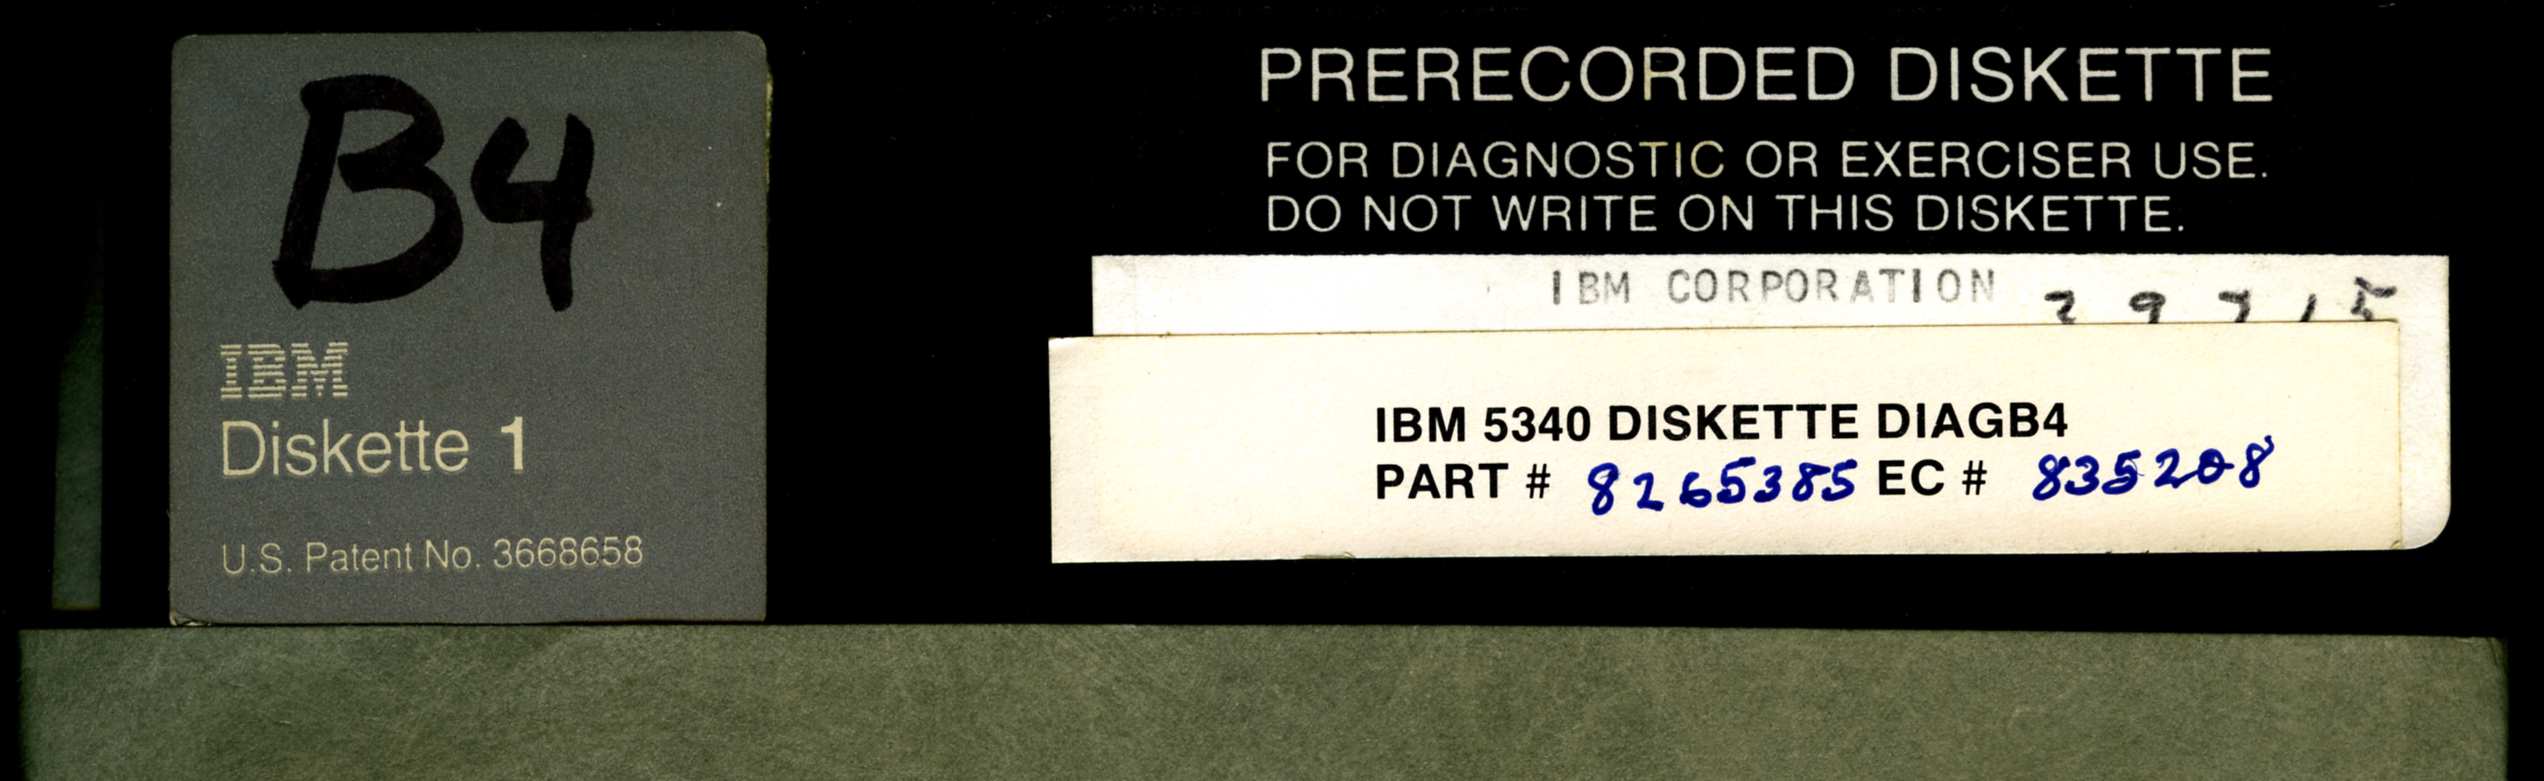 B4
IBM
Diskette 1
U.S. Patent No. 3668658
PRERECORDED DISKETTE
FOR DIAGNOSTIC OR EXERCISER USE.
DO NOT WRITE ON THIS DISKETTE.
IBM CORPORATION
IBM 5340 DISKETTE DIAGB4
PART # 8265385 EC # 835208